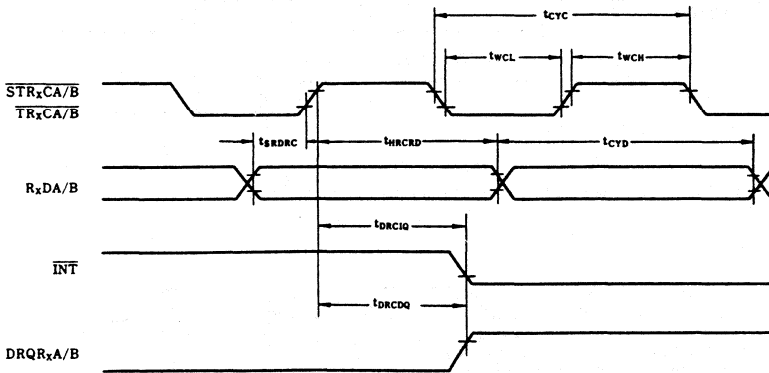 tCYC
tWCL
tWCH
STRxCA/B
TRxCA/B
tSRDRC
tHRCRD
tCYD
RxDA/B
tDRCIQ
INT
tDRCDQ
DRQRxA/B